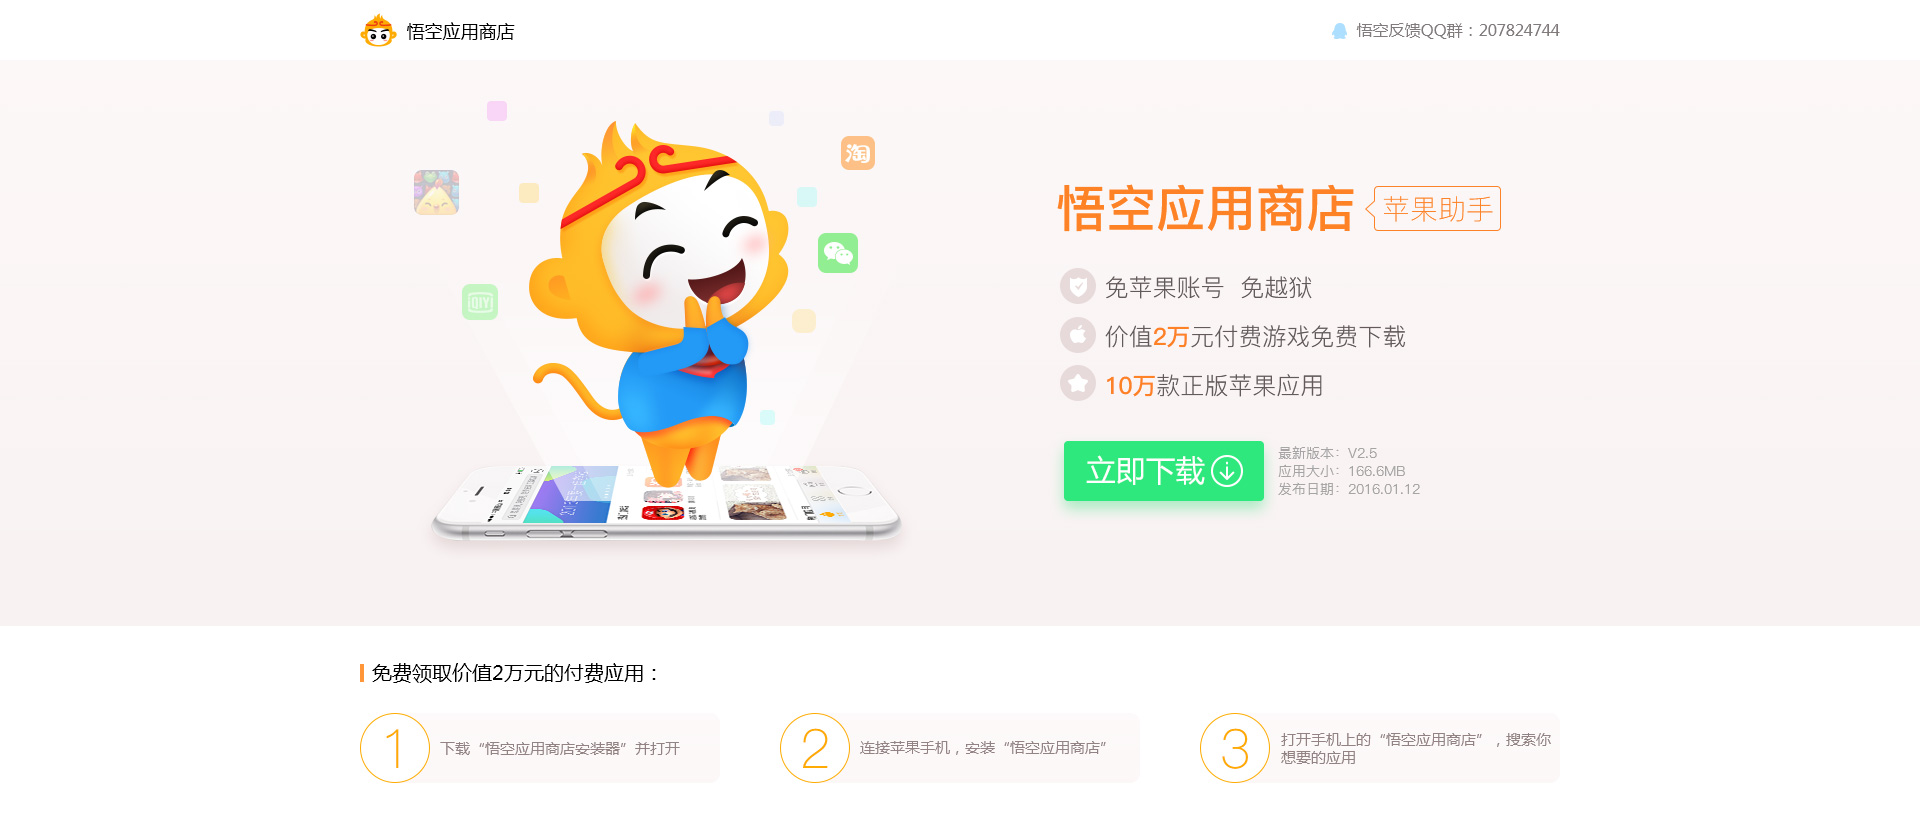 悟空应用商店
悟空反馈QQ群：207824744
淘
iQIYI
悟空应用商店
苹果助手
免苹果账号 免越狱
价值2万元付费游戏免费下载
10万款正版苹果应用
立即下载
最新版本：V2.5
应用大小：166.6MB
发布日期：2016.01.12
免费领取价值2万元的付费应用：
1
下载“悟空应用商店安装器”并打开
2
连接苹果手机，安装“悟空应用商店”
3
打开手机上的“悟空应用商店”，搜索你
想要的应用